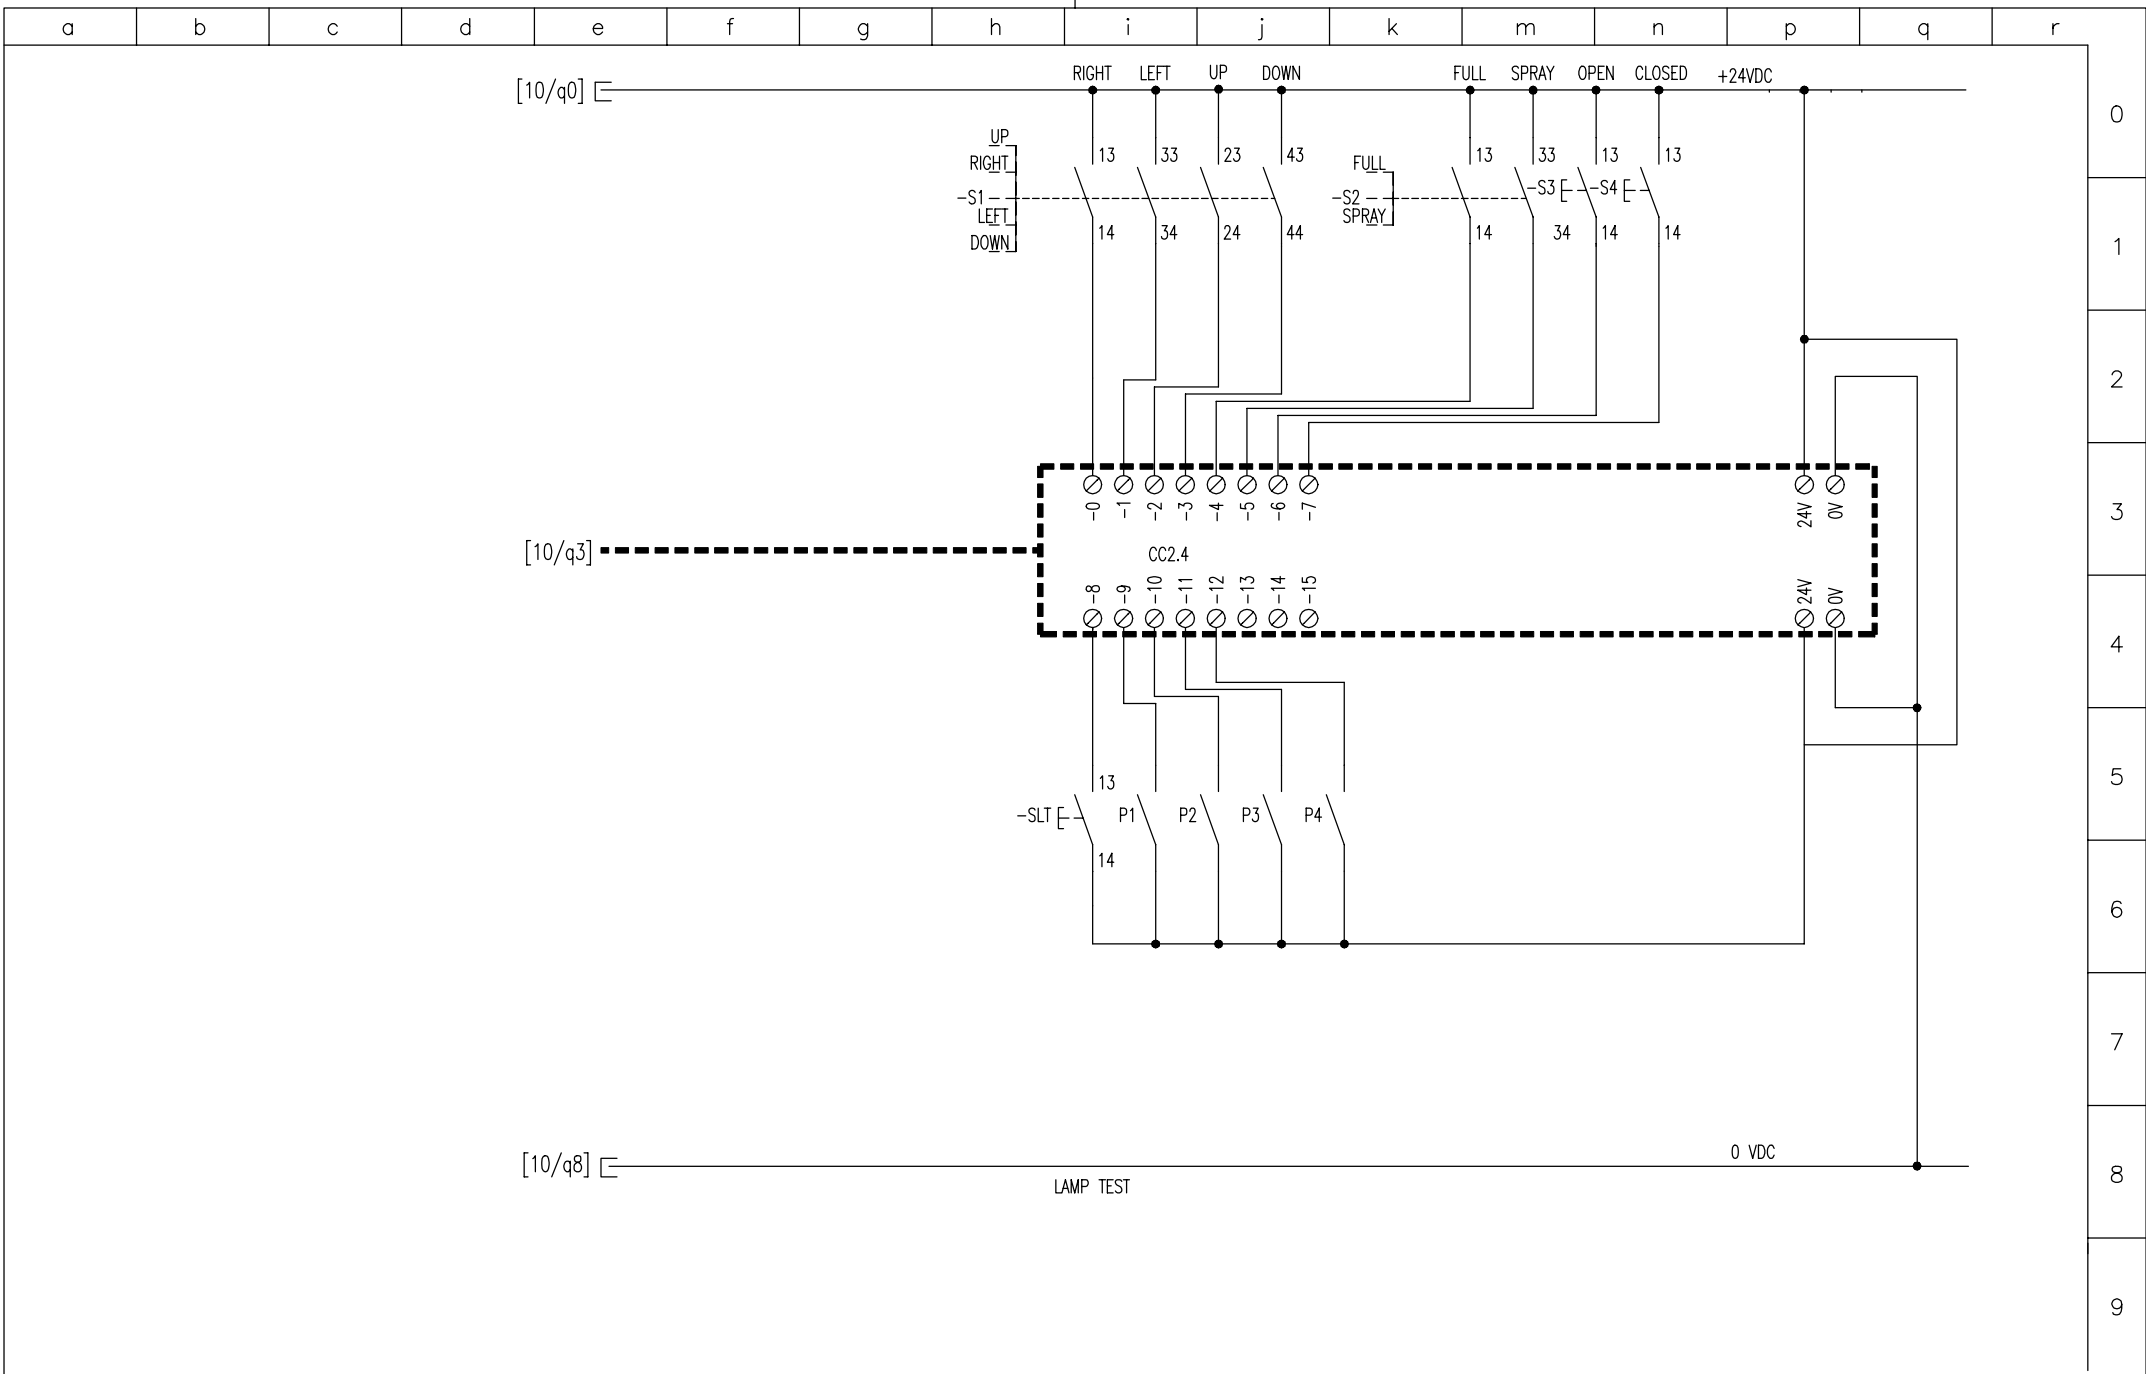 a b c d e f g h i j k m n p q r
RIGHT LEFT UP DOWN FULL SPRAY OPEN CLOSED +24VDC
[10/q0]
0
UP
RIGHT 13 33 23 43 FULL 13 33 13 13
-S1 -S2 -S3 -S4
LEFT SPRAY
14 34 24 44 14 34 14 14
DOWN
1
2
-0 -1 -2 -3 -4 -5 -6 -7 24V 0V
3
[10/q3]
CC2.4
-8 -9 -10 -11 -12 -13 -14 -15 24V 0V
4
13
5
-SLT P1 P2 P3 P4
14
6
7
0 VDC
[10/q8]
8
LAMP TEST
9